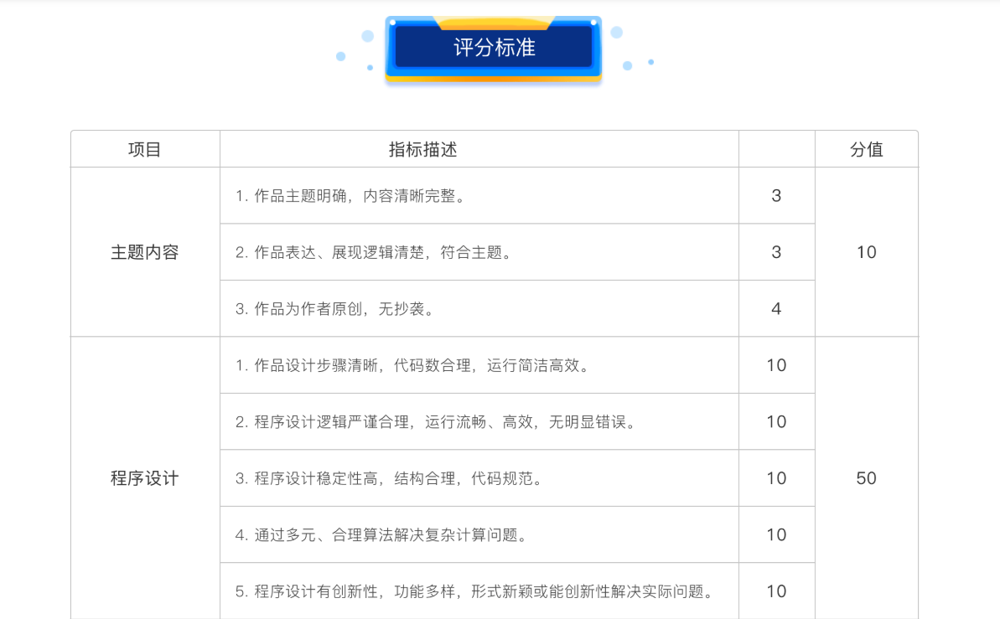 评分标准
项目 指标描述 分值
1. 作品主题明确，内容清晰完整。 3
主题内容 2. 作品表达、展现逻辑清楚，符合主题。 3 10
3. 作品为作者原创，无抄袭。 4
1. 作品设计步骤清晰，代码数合理，运行简洁高效。 10
2. 程序设计逻辑严谨合理，运行流畅、高效，无明显错误。 10
程序设计 3. 程序设计稳定性高，结构合理，代码规范。 10 50
4. 通过多元、合理算法解决复杂计算问题。 10
5. 程序设计有创新性，功能多样，形式新颖或能创新性解决实际问题。 10